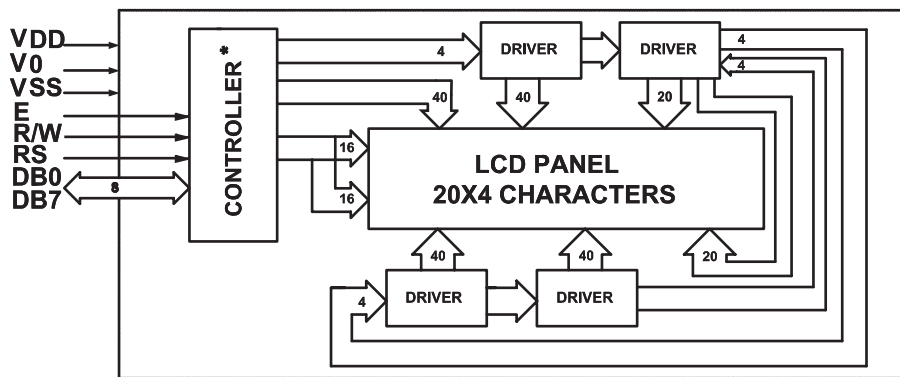 VDD
V0
VSS
E
R/W
RS
DB0
DB7
8
CONTROLLER *
4
DRIVER
DRIVER
4
4
40
40
20
16
16
LCD PANEL
20X4 CHARACTERS
40
40
20
4
DRIVER
DRIVER